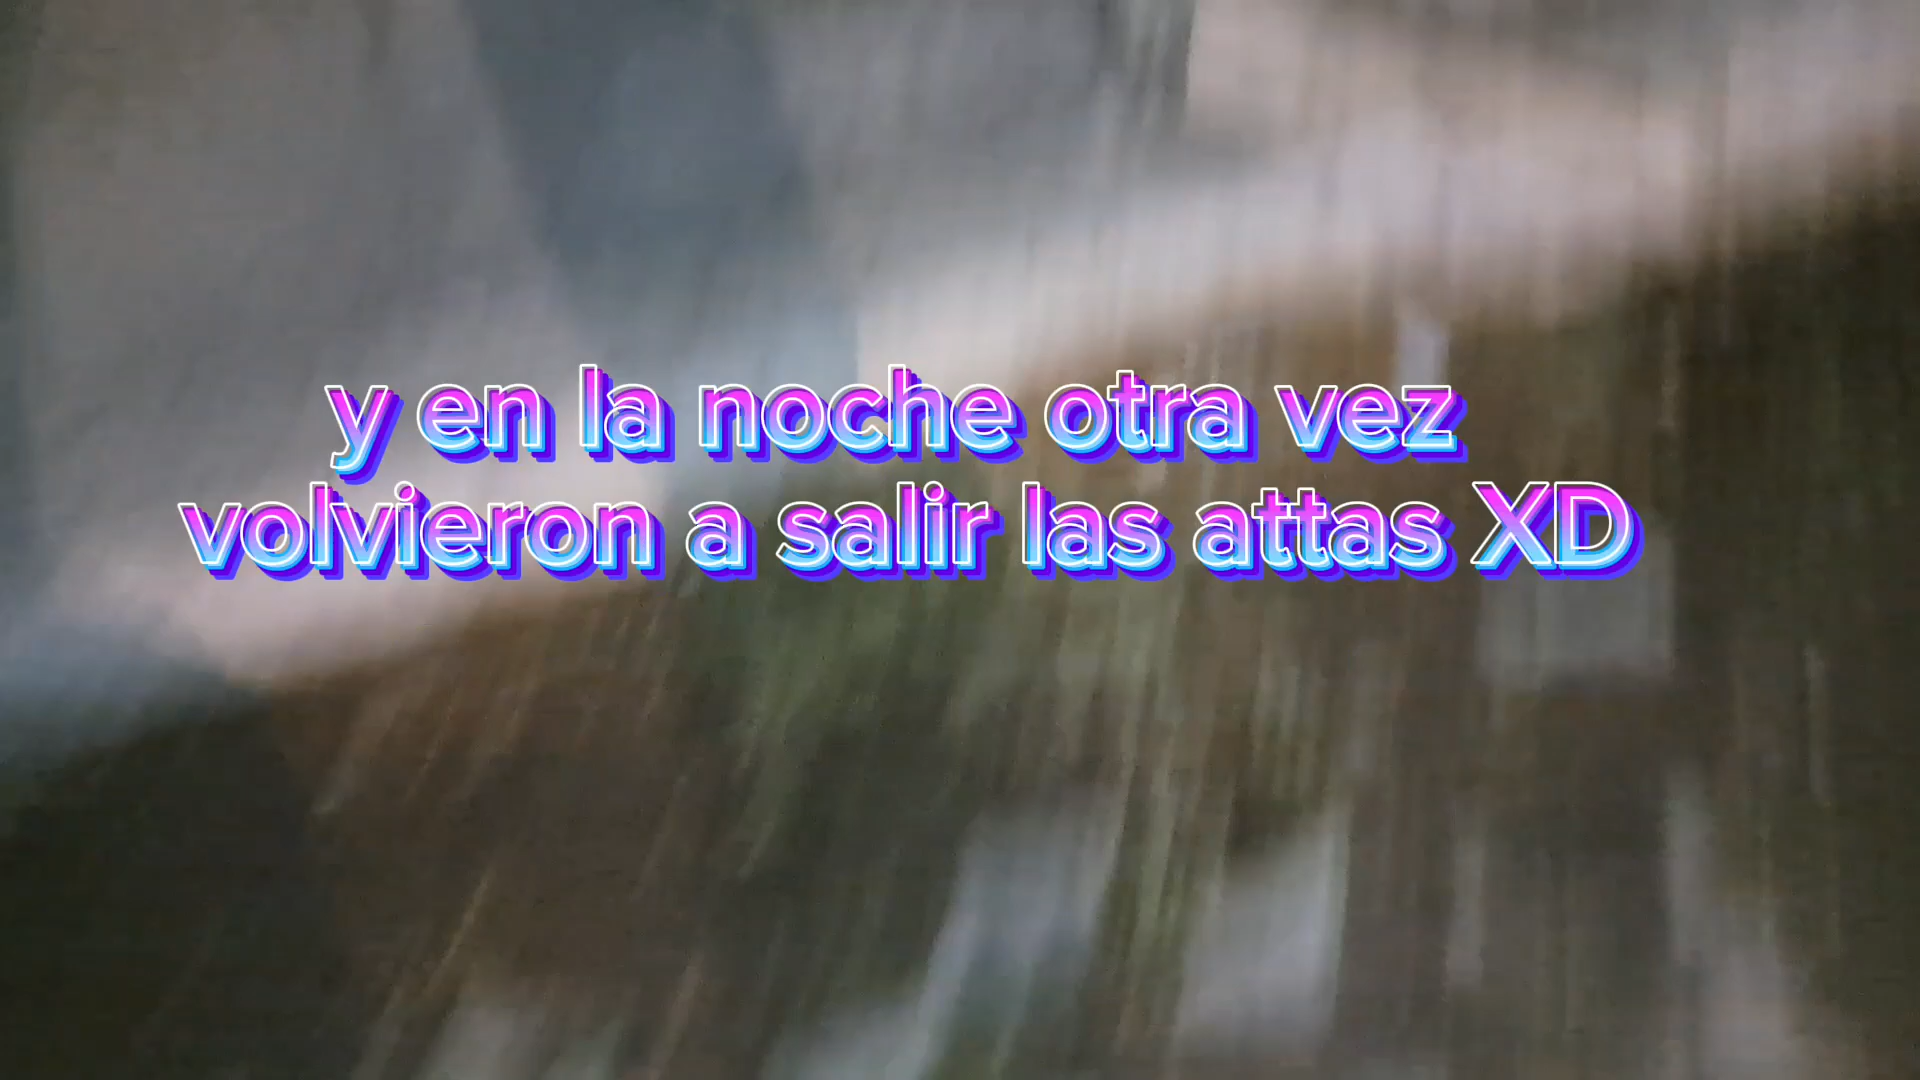 y en la noche otra vez
volvieron a salir las attas XD